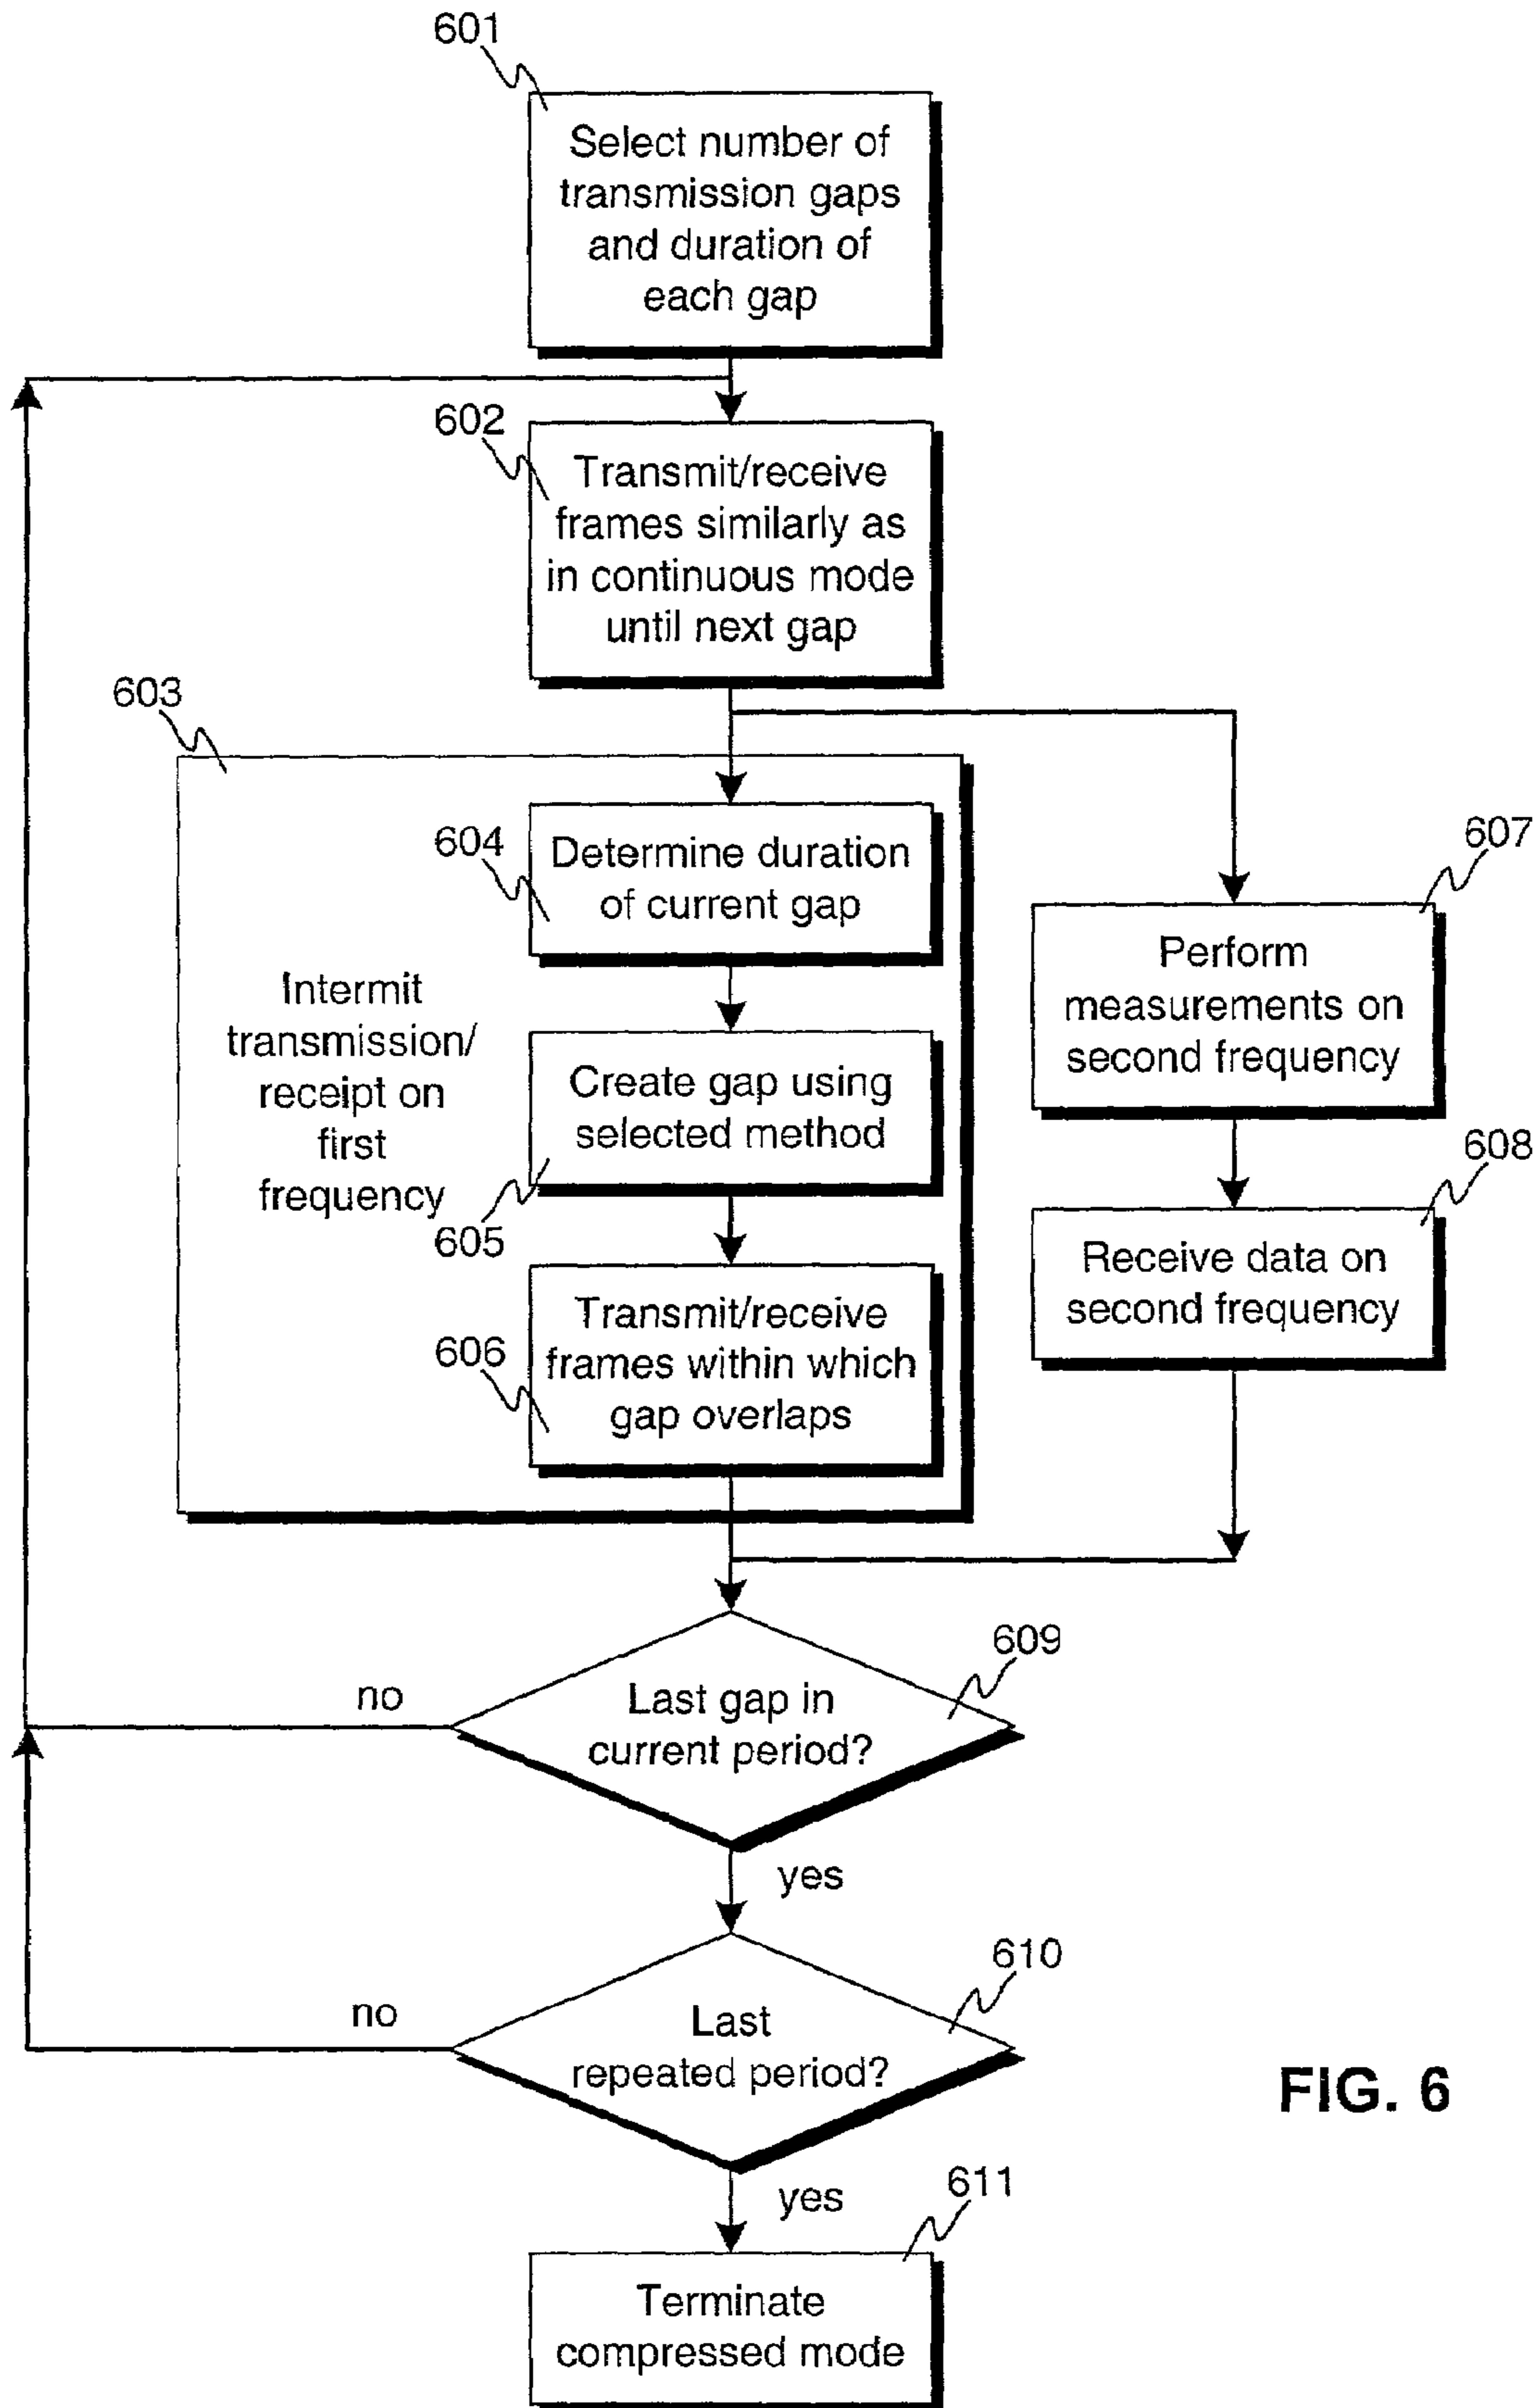 601
Select number of
transmission gaps
and duration of
each gap
602
Transmit/receive
frames similarly as
in continuous mode
until next gap
603
Intermit
transmission/
receipt on
first
frequency
604
Determine duration
of current gap
605
Create gap using
selected method
606
Transmit/receive
frames within which
gap overlaps
607
Perform
measurements on
second frequency
608
Receive data on
second frequency
609
Last gap in
current period?
no
yes
610
Last
repeated period?
no
yes
611
Terminate
compressed mode
FIG. 6